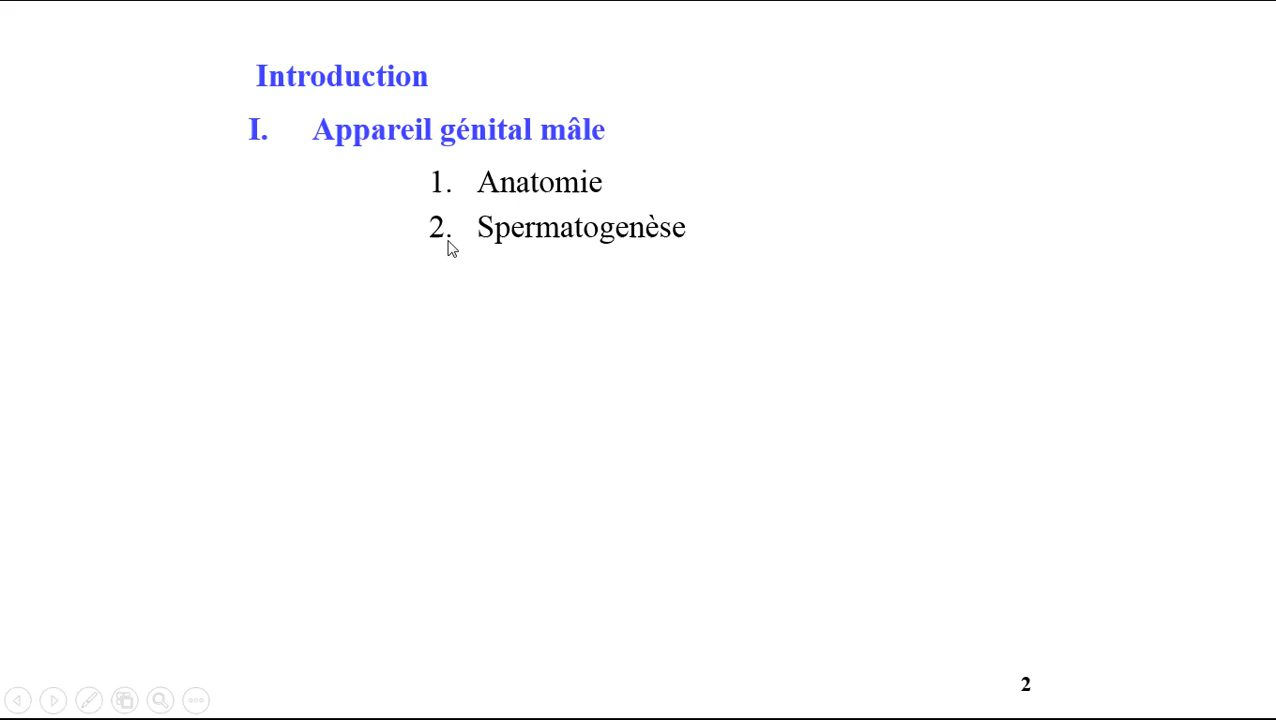 Introduction
I. Appareil génital mâle
1. Anatomie
2. Spermatogenèse
2